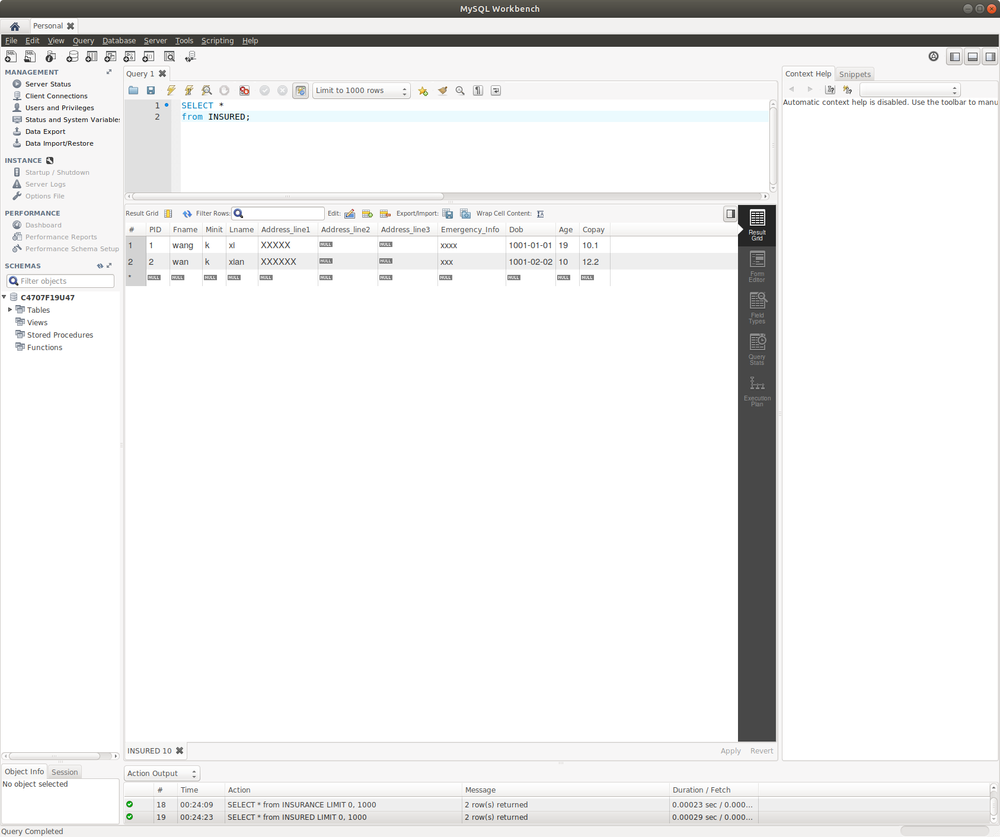 MySQL Workbench
Personal
File Edit View Query Database Server Tools Scripting Help
MANAGEMENT
Server Status
Client Connections
Users and Privileges
Status and System Variables
Data Export
Data Import/Restore
INSTANCE
Startup / Shutdown
Server Logs
Options File
PERFORMANCE
Dashboard
Performance Reports
Performance Schema Setup
SCHEMAS
Filter objects
C4707F19U47
Tables
Views
Stored Procedures
Functions
Object Info Session
No object selected
Query 1
Limit to 1000 rows
1 SELECT *
2 from INSURED;
Result Grid Filter Rows: Edit: Export/Import: Wrap Cell Content:
# PID Fname Minit Lname Address_line1 Address_line2 Address_line3 Emergency_Info Dob Age Copay
1 1 wang k xi XXXXX NULL NULL xxxx 1001-01-01 19 10.1
2 2 wan k xian XXXXXX NULL NULL xxx 1001-02-02 10 12.2
* NULL NULL NULL NULL NULL NULL NULL NULL NULL NULL NULL
Result
Grid
Form
Editor
Field
Types
Query
Stats
Execution
Plan
INSURED 10
Apply Revert
Context Help Snippets
Automatic context help is disabled. Use the toolbar to manu
Action Output
# Time Action Message Duration / Fetch
18 00:24:09 SELECT * from INSURANCE LIMIT 0, 1000 2 row(s) returned 0.00023 sec / 0.000...
19 00:24:23 SELECT * from INSURED LIMIT 0, 1000 2 row(s) returned 0.00029 sec / 0.000...
Query Completed